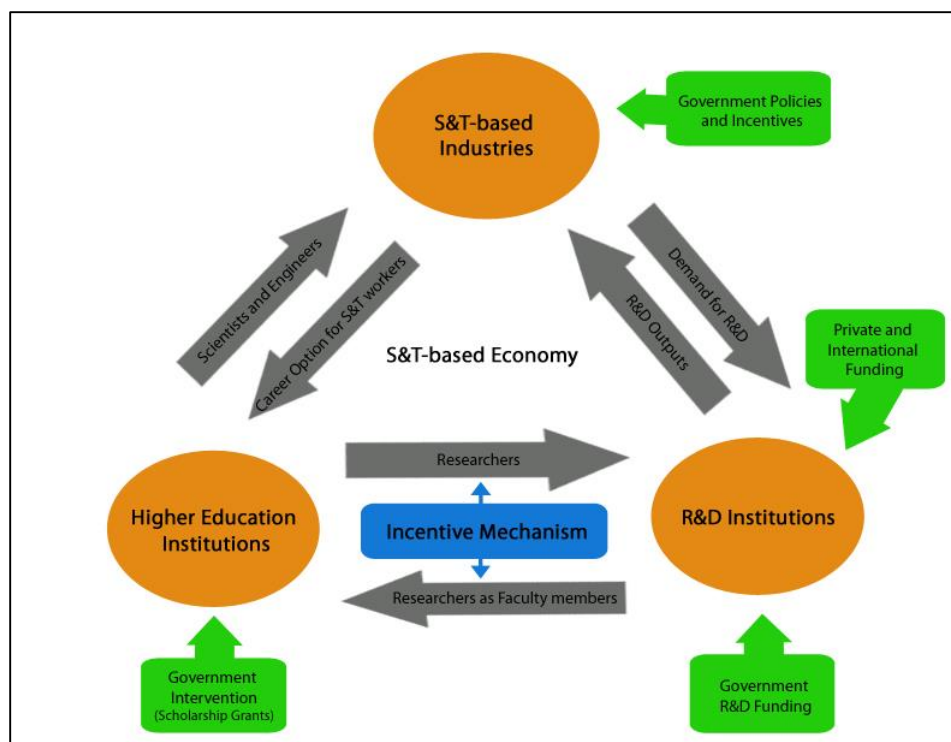 S&T-based
Industries
Government Policies
and Incentives
Scientists and Engineers
Career Option for S&T workers
Demand for R&D
R&D Outputs
S&T-based Economy
Private and
International
Funding
Researchers
Higher Education
Institutions
Incentive Mechanism
R&D Institutions
Researchers as Faculty members
Government
Intervention
(Scholarship Grants)
Government
R&D Funding